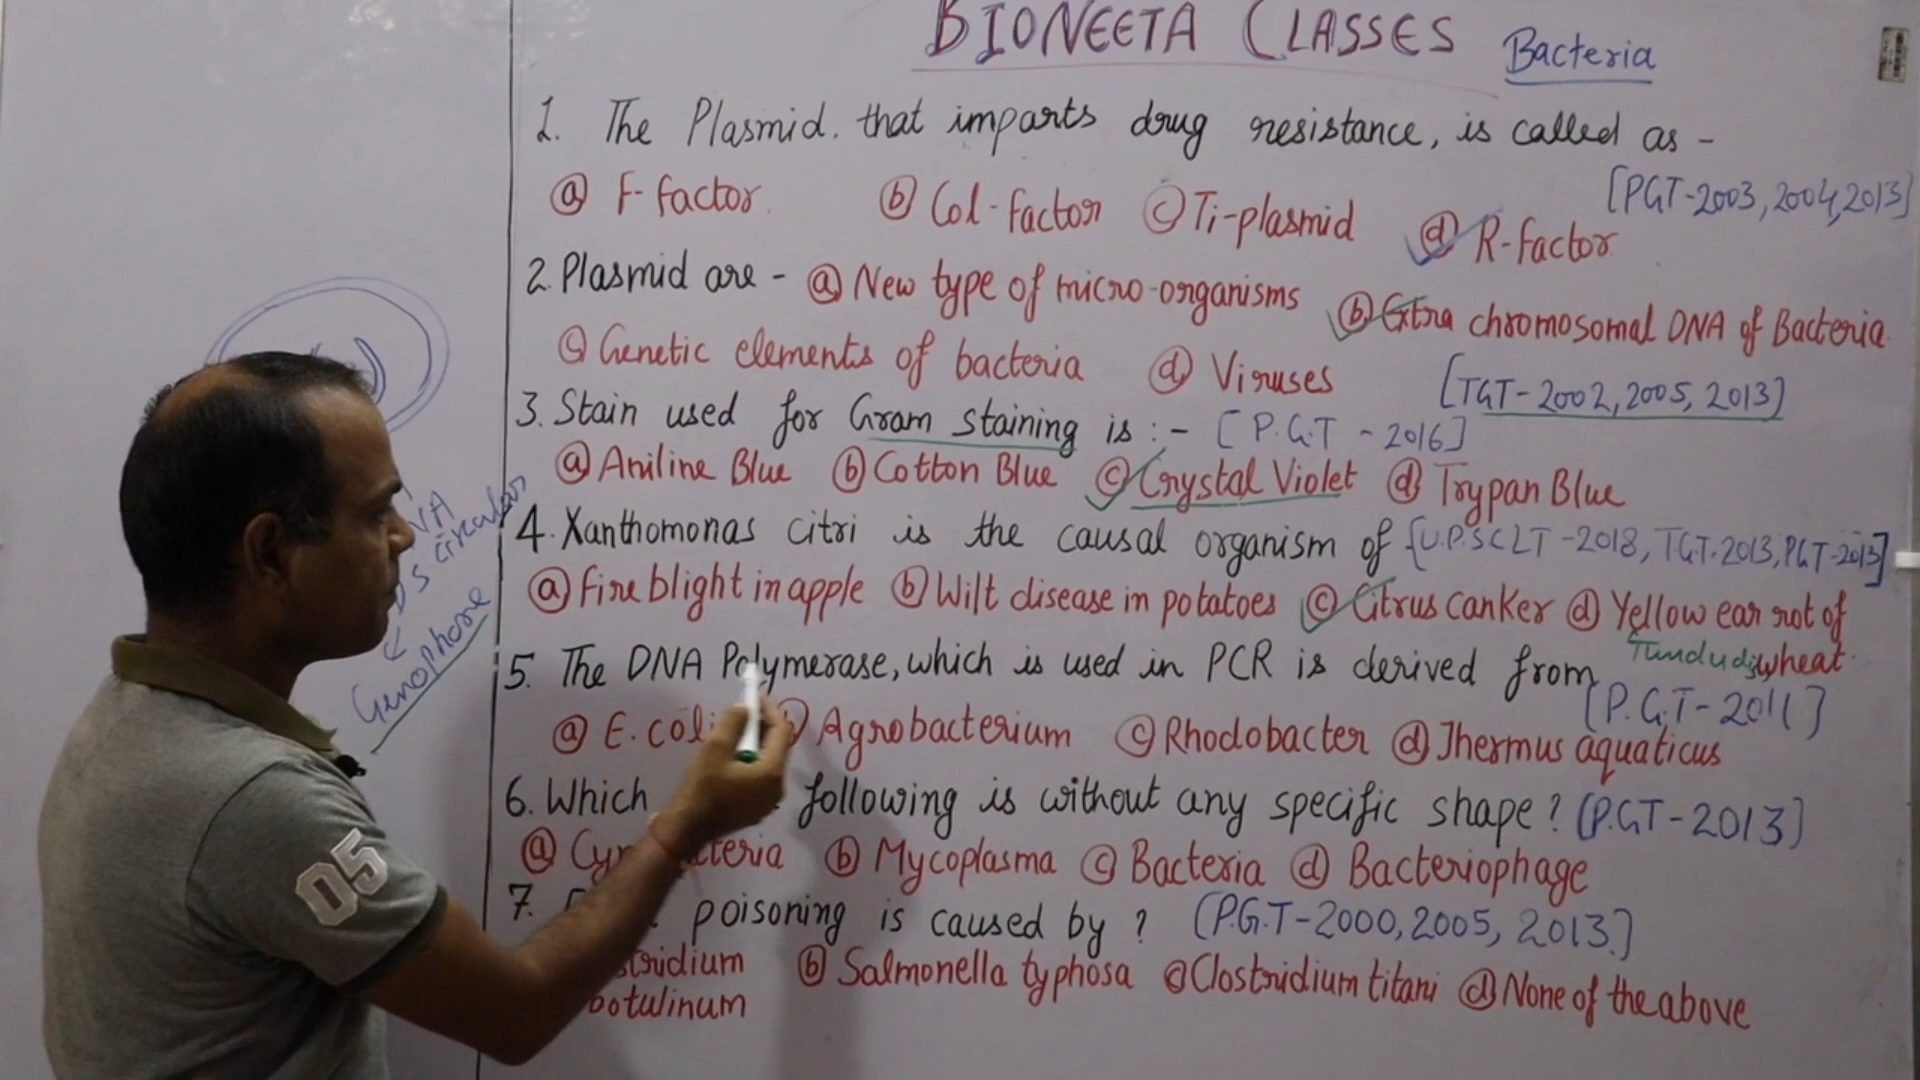 BIONEETA CLASSES Bacteria
1. The Plasmid. that imparts drug resistance, is called as -
[PGT-2003, 2004, 2013]
ⓐ F-factor. ⓑ Col-factor ⓒ Ti-plasmid ⓓ R-factor.
2. Plasmid are - ⓐ New type of micro-organisms ⓑ Extra chromosomal DNA of Bacteria
ⓒ Genetic elements of bacteria ⓓ Viruses [TGT-2002, 2005, 2013]
3. Stain used for Gram staining is :- [P.G.T - 2016]
ⓐ Aniline Blue ⓑ Cotton Blue ⓒ Crystal Violet ⓓ Trypan Blue
4. Xanthomonas citri is the causal organism of [U.P.SCLT-2018, TGT-2013, PGT-2013]
ⓐ Fire blight in apple ⓑ Wilt disease in potatoes ⓒ Citrus canker ⓓ Yellow ear rot of
wheat.
5. The DNA Polymerase, which is used in PCR is derived from
[P.G.T-2011]
ⓐ E.coli Agrobacterium ⓒ Rhodobacter ⓓ Thermus aquaticus
6. Which following is without any specific shape? (P.GT-2013)
ⓐ Mycoplasma ⓒ Bacteria ⓓ Bacteriophage
7. poisoning is caused by ? (P.G.T-2000, 2005, 2013.]
ⓑ Salmonella typhosa ⓒ Clostridium titani ⓓ None of the above
botulinum
circular
DS
Genophore
05